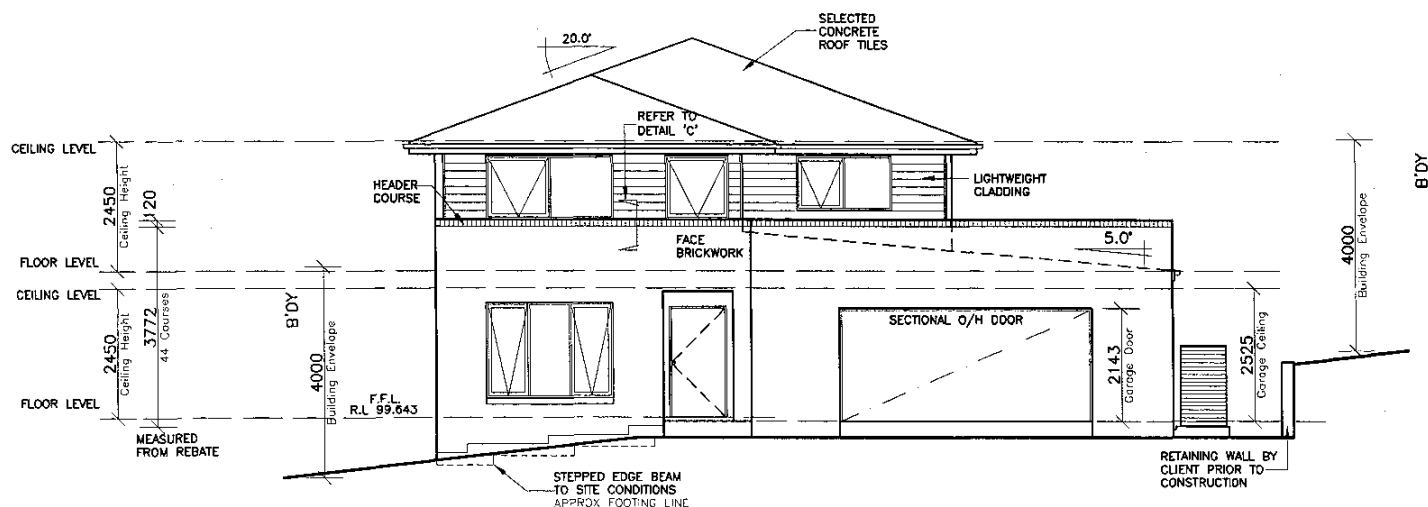 SELECTED
CONCRETE
ROOF TILES
20.0°
REFER TO
DETAIL 'C'
CEILING LEVEL
2450
Ceiling Height
120
HEADER
COURSE
LIGHTWEIGHT
CLADDING
4000
Building Envelope
B'DY
FACE
BRICKWORK
5.0°
FLOOR LEVEL
CEILING LEVEL
2450
Ceiling Height
3772
44 Courses
B'DY
4000
Building Envelope
SECTIONAL O/H DOOR
2143
Garage Door
2525
Garage Ceiling
F.F.L.
R.L 99.643
FLOOR LEVEL
MEASURED
FROM REBATE
STEPPED EDGE BEAM
TO SITE CONDITIONS
APPROX FOOTING LINE
RETAINING WALL BY
CLIENT PRIOR TO
CONSTRUCTION